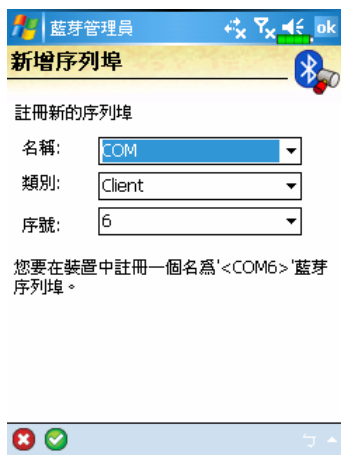 藍芽管理員 ok
新增序列埠
註冊新的序列埠
名稱: COM
類別: Client
序號: 6
您要在裝置中註冊一個名爲'<COM6>'藍芽
序列埠。
ㄅ